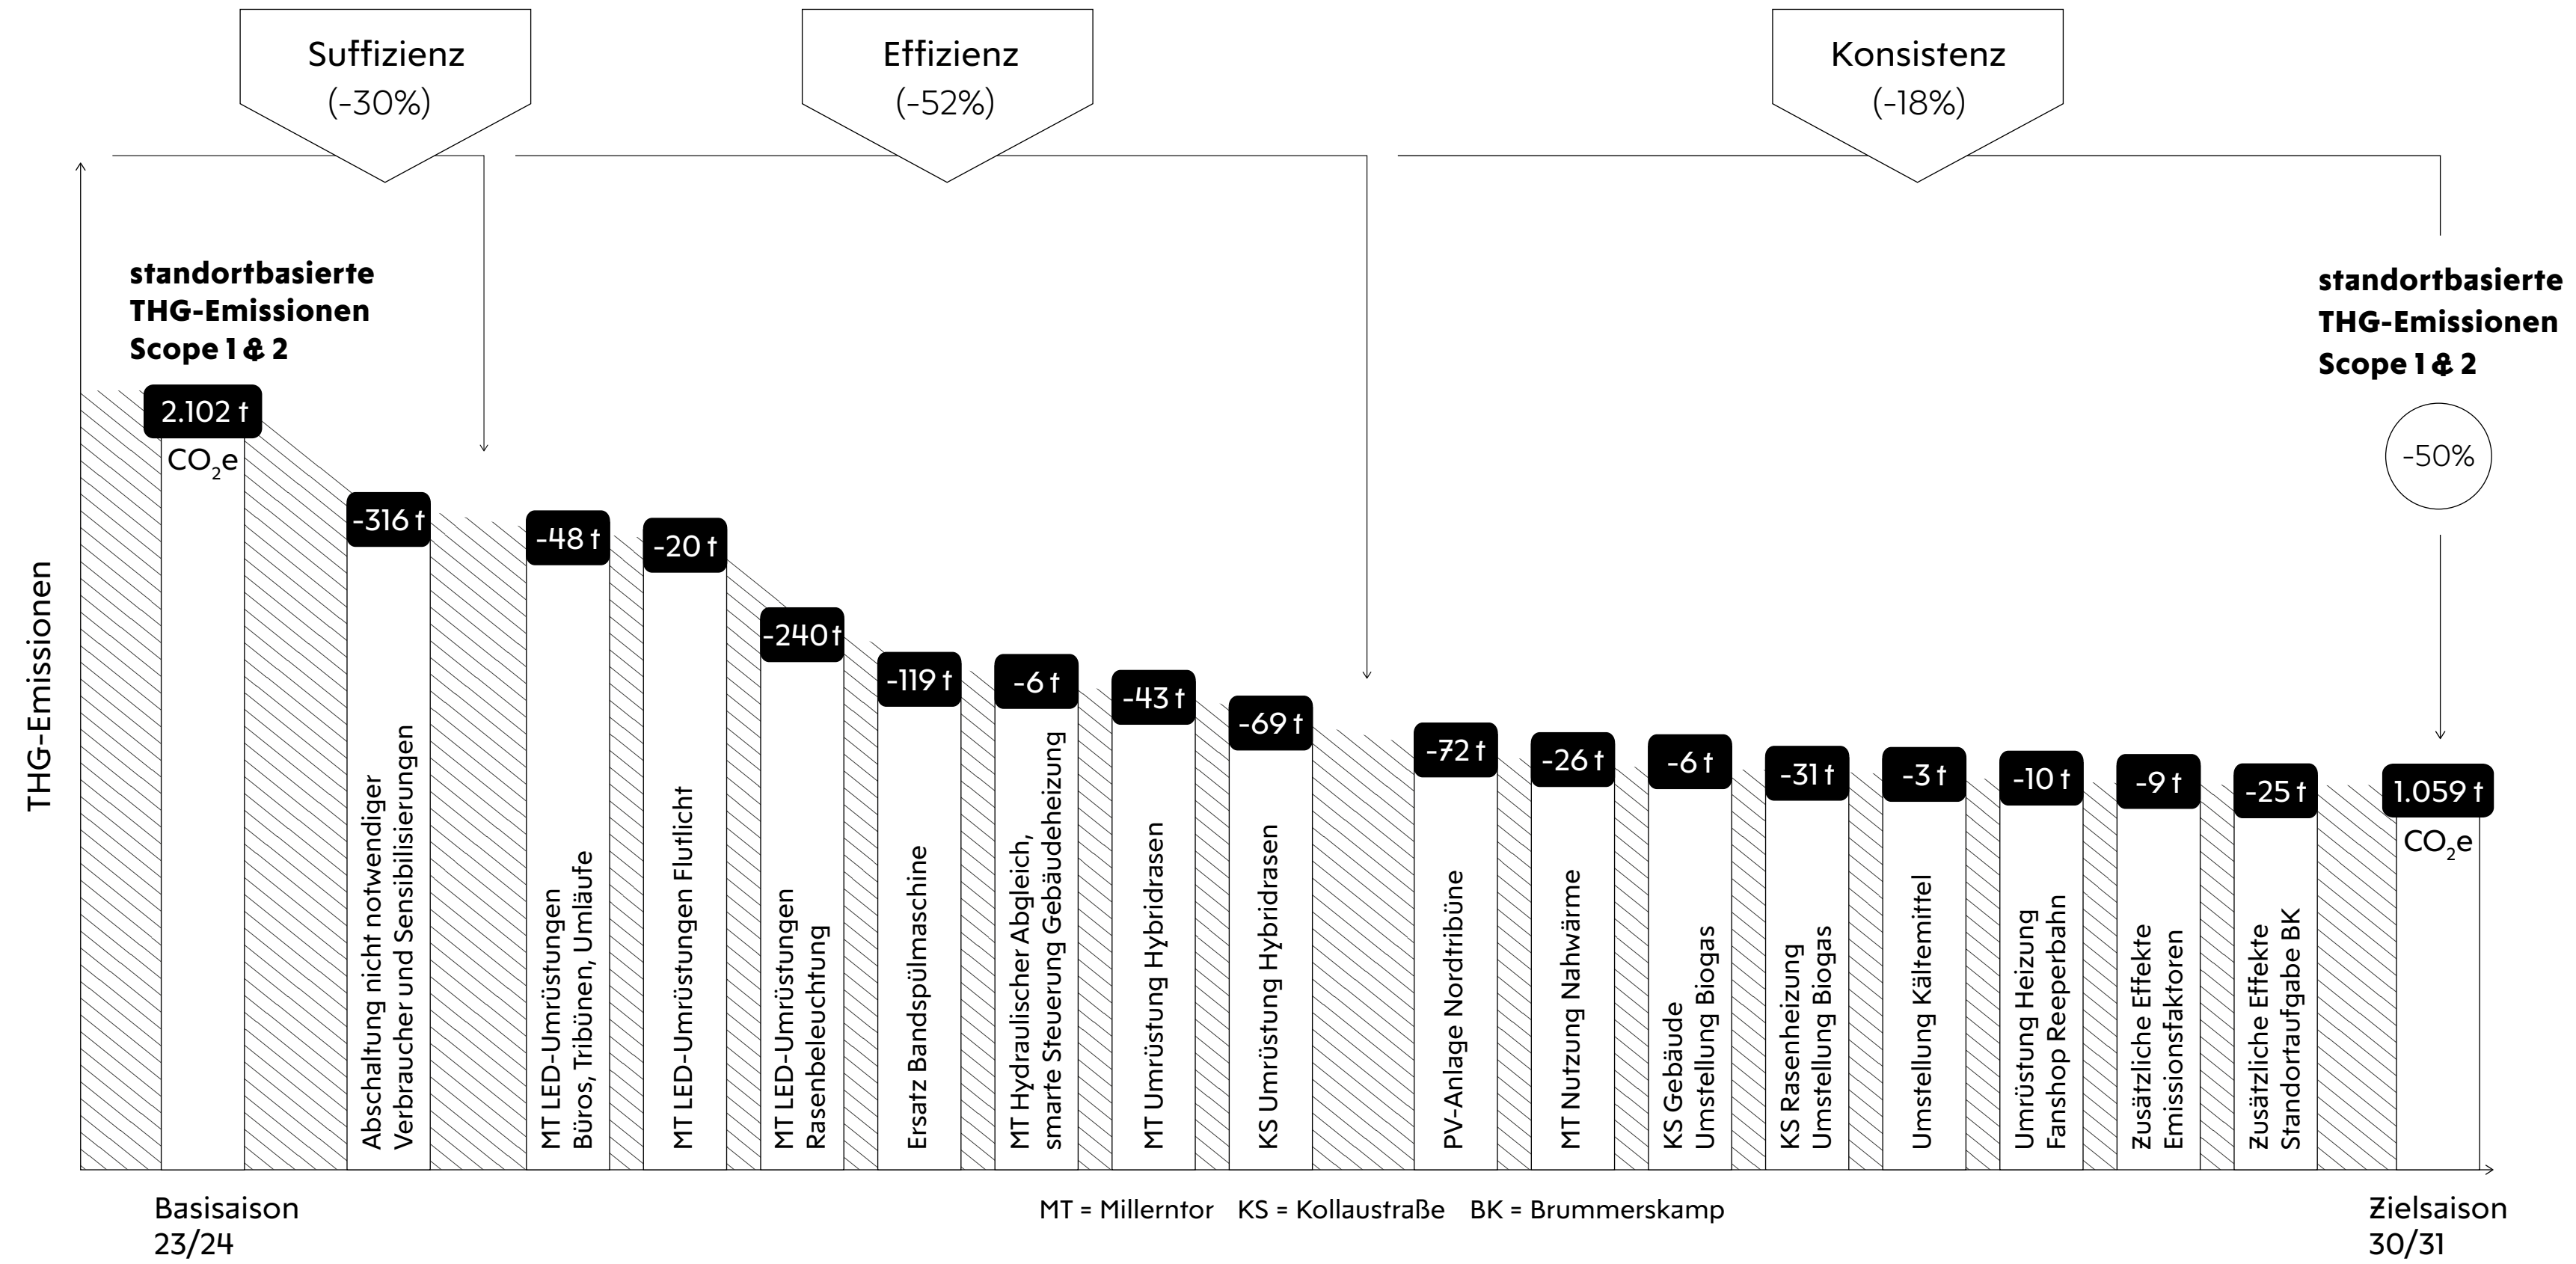 Suffizienz
(-30%)
Effizienz
(-52%)
Konsistenz
(-18%)
THG-Emissionen
standortbasierte
THG-Emissionen
Scope 1 & 2
2.102 t
CO₂e
-316 t
Abschaltung nicht notwendiger
Verbraucher und Sensibilisierungen
-48 t
MT LED-Umrüstungen
Büros, Tribünen, Umläufe
-20 t
MT LED-Umrüstungen Flutlicht
-240 t
MT LED-Umrüstungen
Rasenbeleuchtung
-119 t
Ersatz Bandspülmaschine
-6 t
MT Hydraulischer Abgleich,
smarte Steuerung Gebäudeheizung
-43 t
MT Umrüstung Hybridrasen
-69 t
KS Umrüstung Hybridrasen
-72 t
PV-Anlage Nordtribüne
-26 t
MT Nutzung Nahwärme
-6 t
KS Gebäude
Umstellung Biogas
-31 t
KS Rasenheizung
Umstellung Biogas
-3 t
Umstellung Kältemittel
-10 t
Umrüstung Heizung
Fanshop Reeperbahn
-9 t
Zusätzliche Effekte
Emissionsfaktoren
-25 t
Zusätzliche Effekte
Standortaufgabe BK
standortbasierte
THG-Emissionen
Scope 1 & 2
-50%
1.059 t
CO₂e
Basisaison
23/24
MT = Millerntor KS = Kollaustraße BK = Brummerskamp
Zielsaison
30/31